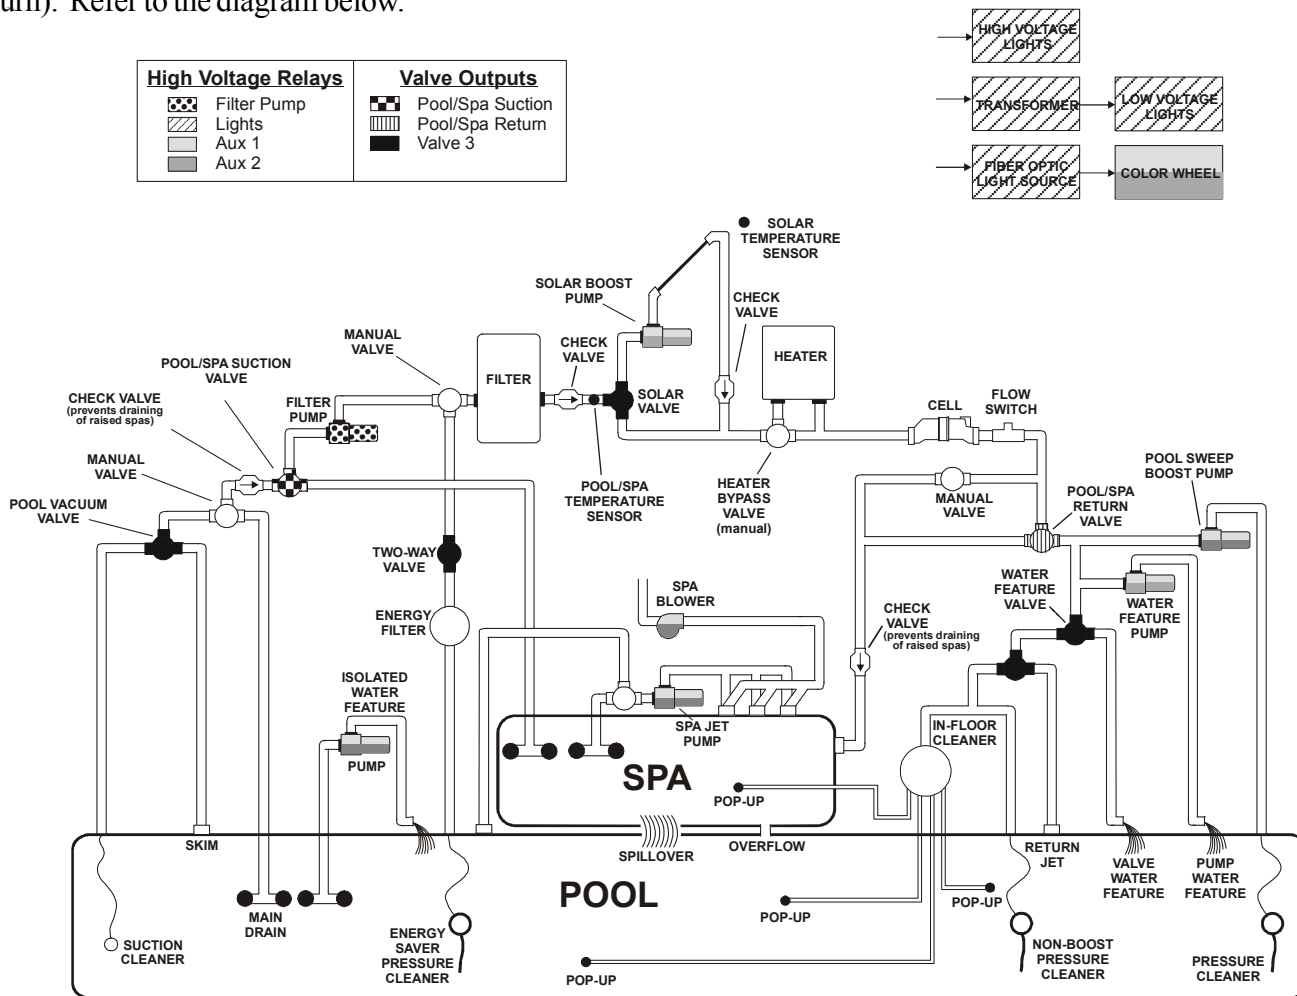 urn).  Refer to the diagram below.
HIGH VOLTAGE
LIGHTS
TRANSFORMER
LOW VOLTAGE
LIGHTS
FIBER OPTIC
LIGHT SOURCE
COLOR WHEEL
High Voltage Relays
Filter Pump
Lights
Aux 1
Aux 2
Valve Outputs
Pool/Spa Suction
Pool/Spa Return
Valve 3
SOLAR
TEMPERATURE
SENSOR
SOLAR BOOST
PUMP
CHECK
VALVE
MANUAL
VALVE
CHECK
VALVE
HEATER
POOL/SPA SUCTION
VALVE
FILTER
SOLAR
VALVE
CHECK VALVE
(prevents draining
of raised spas)
FILTER
PUMP
CELL
FLOW
SWITCH
MANUAL
VALVE
POOL VACUUM
VALVE
POOL/SPA
TEMPERATURE
SENSOR
HEATER
BYPASS
VALVE
(manual)
MANUAL
VALVE
POOL/SPA
RETURN
VALVE
POOL SWEEP
BOOST PUMP
TWO-WAY
VALVE
ENERGY
FILTER
SPA
BLOWER
CHECK
VALVE
(prevents draining
of raised spas)
WATER
FEATURE
VALVE
WATER
FEATURE
PUMP
ISOLATED
WATER
FEATURE
PUMP
SPA JET
PUMP
IN-FLOOR
CLEANER
SPA
POP-UP
SKIM
SPILLOVER
OVERFLOW
RETURN
JET
VALVE
WATER
FEATURE
PUMP
WATER
FEATURE
POOL
MAIN
DRAIN
POP-UP
POP-UP
SUCTION
CLEANER
ENERGY
SAVER
PRESSURE
CLEANER
POP-UP
NON-BOOST
PRESSURE
CLEANER
PRESSURE
CLEANER